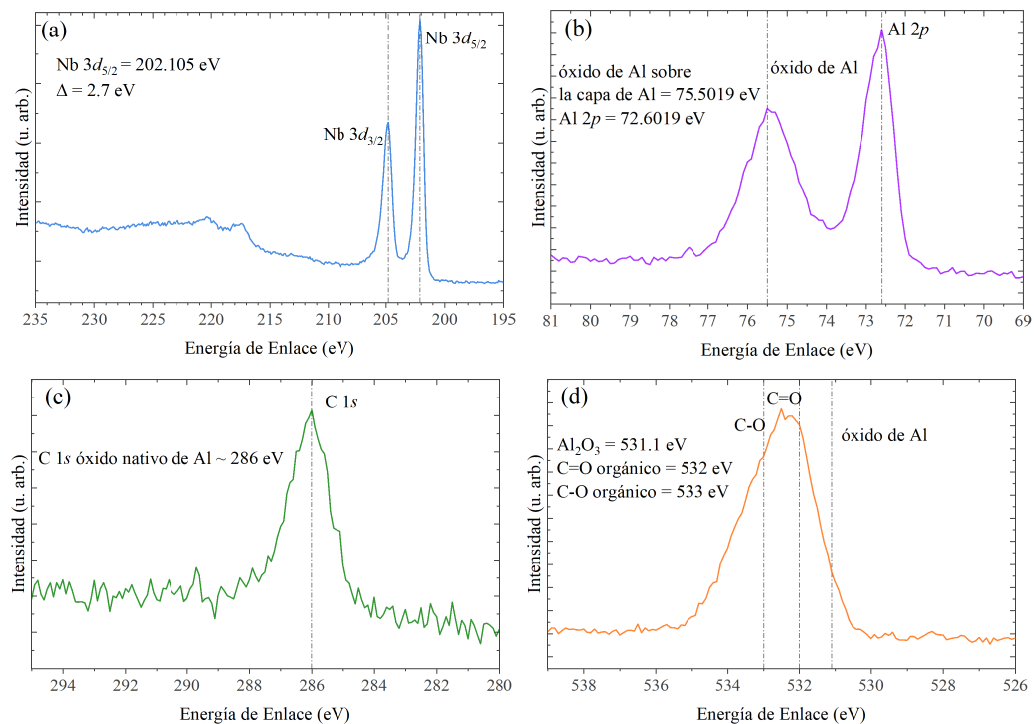 (a)
Nb 3d5/2
Nb 3d5/2 = 202.105 eV
Δ = 2.7 eV
Nb 3d3/2
Intensidad (u. arb.)
235 230 225 220 215 210 205 200 195
Energía de Enlace (eV)
(b)
Al 2p
óxido de Al
óxido de Al sobre
la capa de Al = 75.5019 eV
Al 2p = 72.6019 eV
Intensidad (u. arb.)
81 80 79 78 77 76 75 74 73 72 71 70 69
Energía de Enlace (eV)
(c)
C 1s
C 1s óxido nativo de Al ~ 286 eV
Intensidad (u. arb.)
294 292 290 288 286 284 282 280
Energía de Enlace (eV)
(d)
C=O
C-O
óxido de Al
Al2O3 = 531.1 eV
C=O orgánico = 532 eV
C-O orgánico = 533 eV
Intensidad (u. arb.)
538 536 534 532 530 528 526
Energía de Enlace (eV)